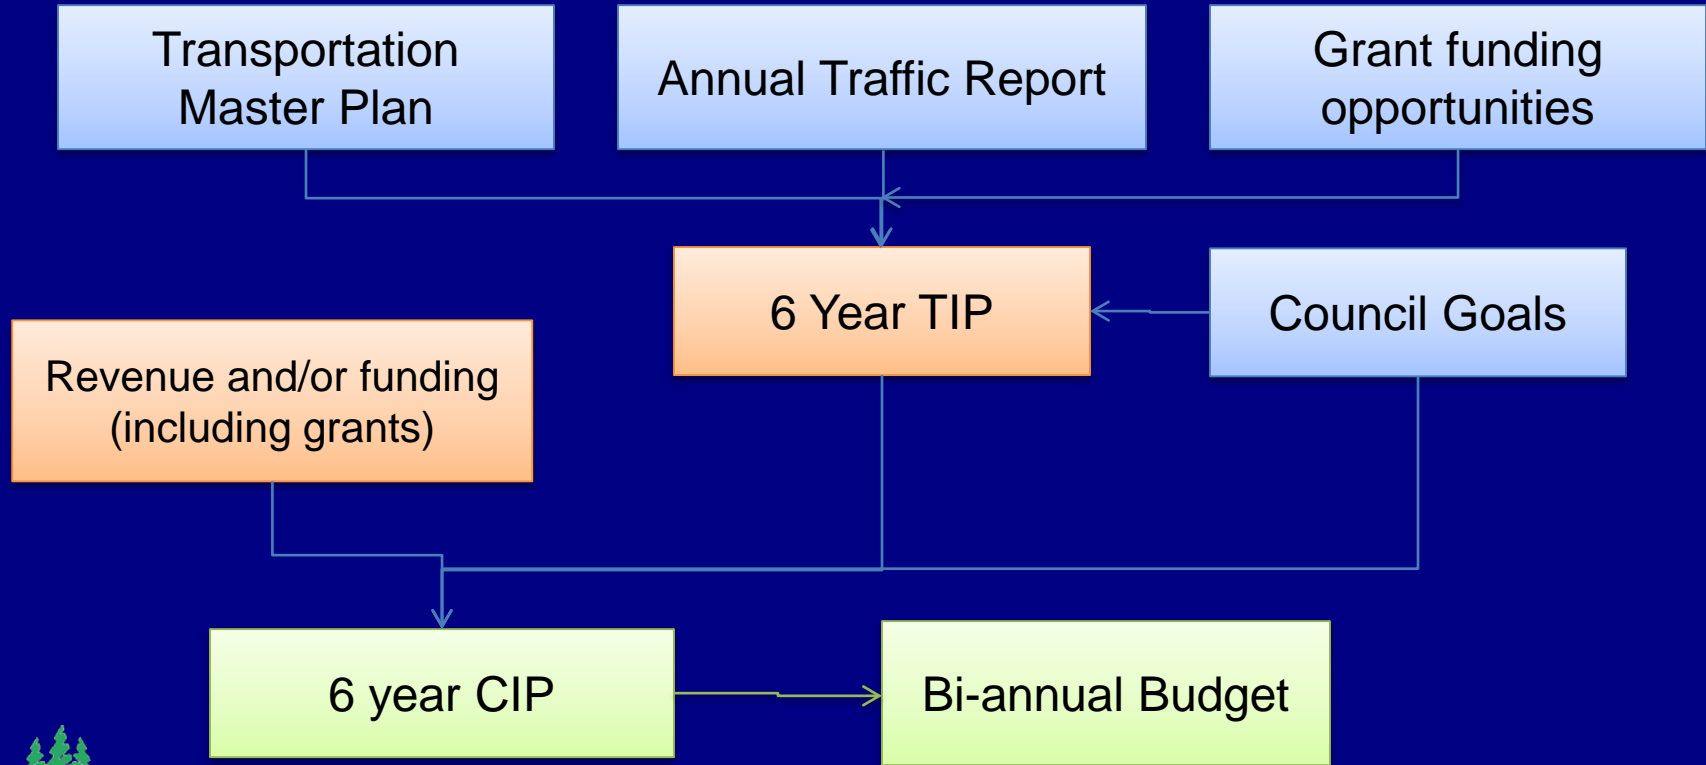 Transportation
Master Plan
Annual Traffic Report
Grant funding
opportunities
6 Year TIP
Council Goals
Revenue and/or funding
(including grants)
6 year CIP
Bi-annual Budget